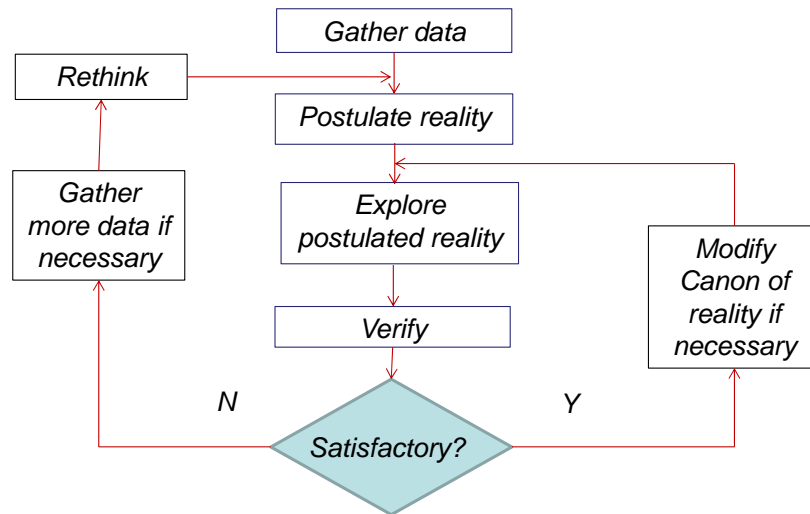 Gather data
Rethink
Postulate reality
Gather
more data if
necessary
Explore
postulated reality
Modify
Canon of
reality if
necessary
Verify
N
Y
Satisfactory?